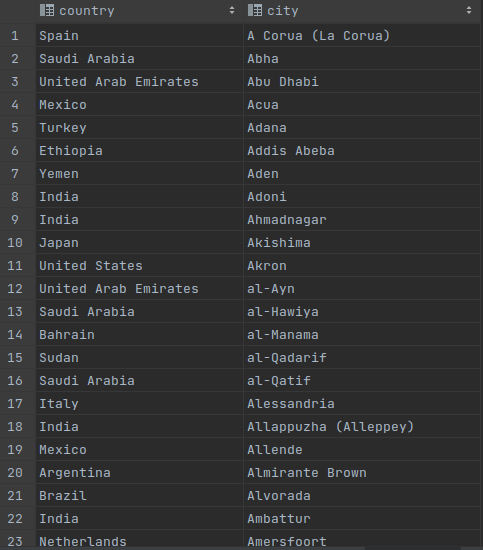 country city
1 Spain A Corua (La Corua)
2 Saudi Arabia Abha
3 United Arab Emirates Abu Dhabi
4 Mexico Acua
5 Turkey Adana
6 Ethiopia Addis Abeba
7 Yemen Aden
8 India Adoni
9 India Ahmadnagar
10 Japan Akishima
11 United States Akron
12 United Arab Emirates al-Ayn
13 Saudi Arabia al-Hawiya
14 Bahrain al-Manama
15 Sudan al-Qadarif
16 Saudi Arabia al-Qatif
17 Italy Alessandria
18 India Allappuzha (Alleppey)
19 Mexico Allende
20 Argentina Almirante Brown
21 Brazil Alvorada
22 India Ambattur
23 Netherlands Amersfoort